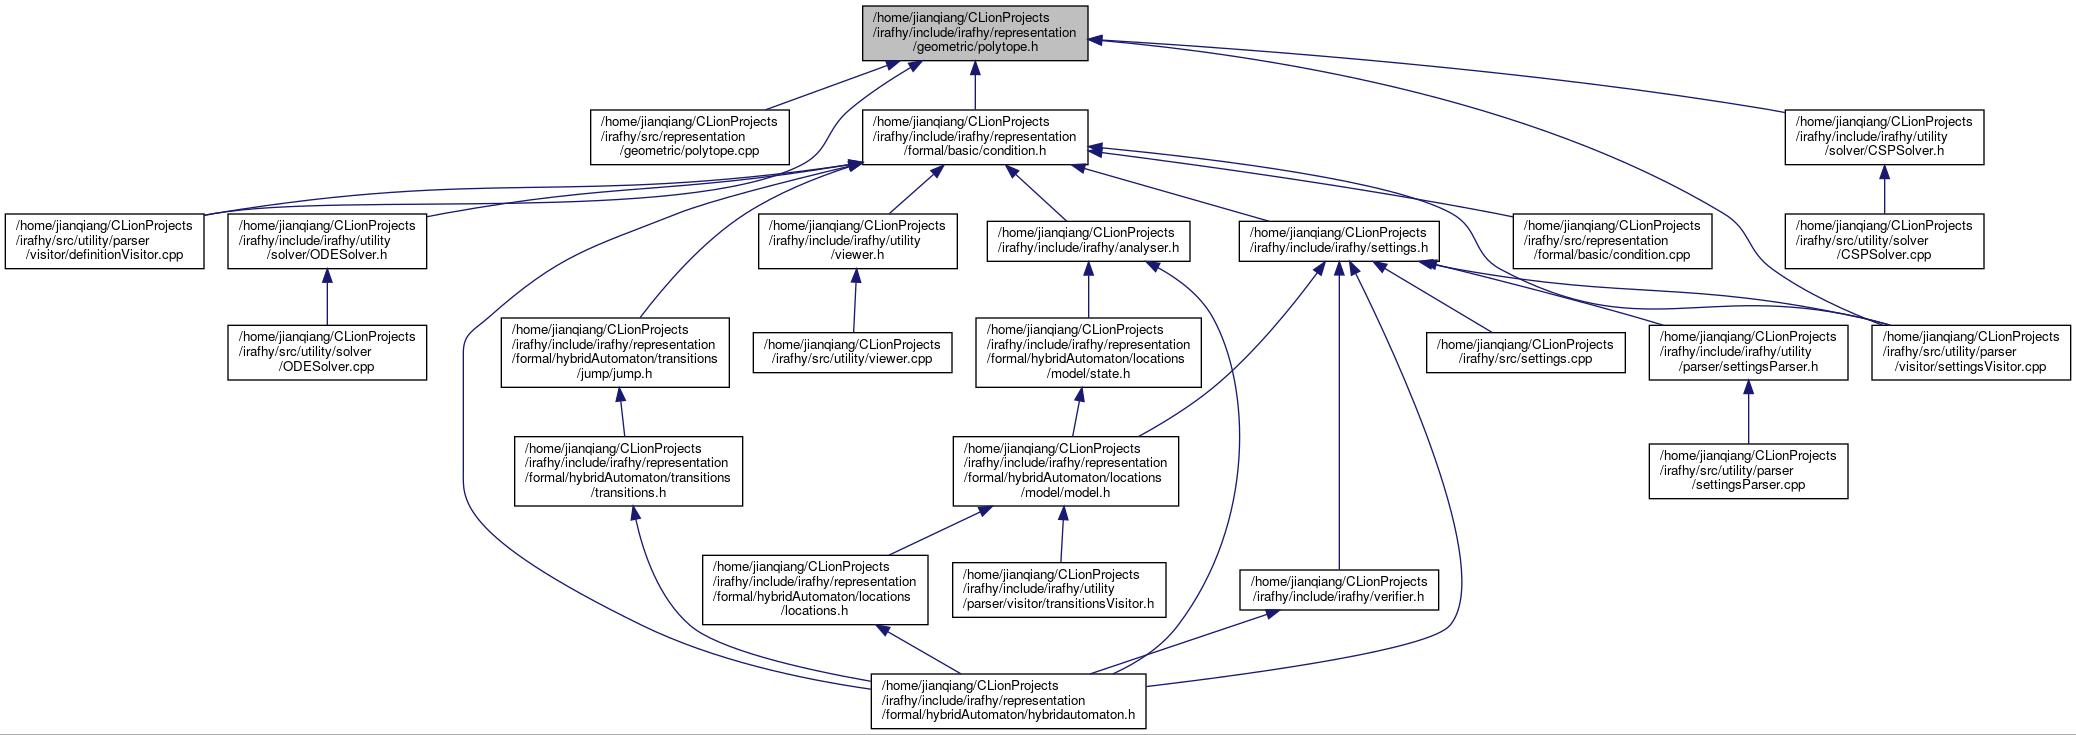 /home/jianqiang/CLionProjects
/irafhy/include/irafhy/representation
/geometric/polytope.h
/home/jianqiang/CLionProjects
/irafhy/src/representation
/geometric/polytope.cpp
/home/jianqiang/CLionProjects
/irafhy/include/irafhy/representation
/formal/basic/condition.h
/home/jianqiang/CLionProjects
/irafhy/include/irafhy/utility
/solver/CSPSolver.h
/home/jianqiang/CLionProjects
/irafhy/src/utility/parser
/visitor/definitionVisitor.cpp
/home/jianqiang/CLionProjects
/irafhy/include/irafhy/utility
/solver/ODESolver.h
/home/jianqiang/CLionProjects
/irafhy/include/irafhy/utility
/viewer.h
/home/jianqiang/CLionProjects
/irafhy/include/irafhy/analyser.h
/home/jianqiang/CLionProjects
/irafhy/include/irafhy/settings.h
/home/jianqiang/CLionProjects
/irafhy/src/representation
/formal/basic/condition.cpp
/home/jianqiang/CLionProjects
/irafhy/src/utility/solver
/CSPSolver.cpp
/home/jianqiang/CLionProjects
/irafhy/src/utility/solver
/ODESolver.cpp
/home/jianqiang/CLionProjects
/irafhy/include/irafhy/representation
/formal/hybridAutomaton/transitions
/jump/jump.h
/home/jianqiang/CLionProjects
/irafhy/src/utility/viewer.cpp
/home/jianqiang/CLionProjects
/irafhy/include/irafhy/representation
/formal/hybridAutomaton/locations
/model/state.h
/home/jianqiang/CLionProjects
/irafhy/src/settings.cpp
/home/jianqiang/CLionProjects
/irafhy/include/irafhy/utility
/parser/settingsParser.h
/home/jianqiang/CLionProjects
/irafhy/src/utility/parser
/visitor/settingsVisitor.cpp
/home/jianqiang/CLionProjects
/irafhy/include/irafhy/representation
/formal/hybridAutomaton/transitions
/transitions.h
/home/jianqiang/CLionProjects
/irafhy/include/irafhy/representation
/formal/hybridAutomaton/locations
/model/model.h
/home/jianqiang/CLionProjects
/irafhy/src/utility/parser
/settingsParser.cpp
/home/jianqiang/CLionProjects
/irafhy/include/irafhy/representation
/formal/hybridAutomaton/locations
/locations.h
/home/jianqiang/CLionProjects
/irafhy/include/irafhy/utility
/parser/visitor/transitionsVisitor.h
/home/jianqiang/CLionProjects
/irafhy/include/irafhy/verifier.h
/home/jianqiang/CLionProjects
/irafhy/include/irafhy/representation
/formal/hybridAutomaton/hybridautomaton.h